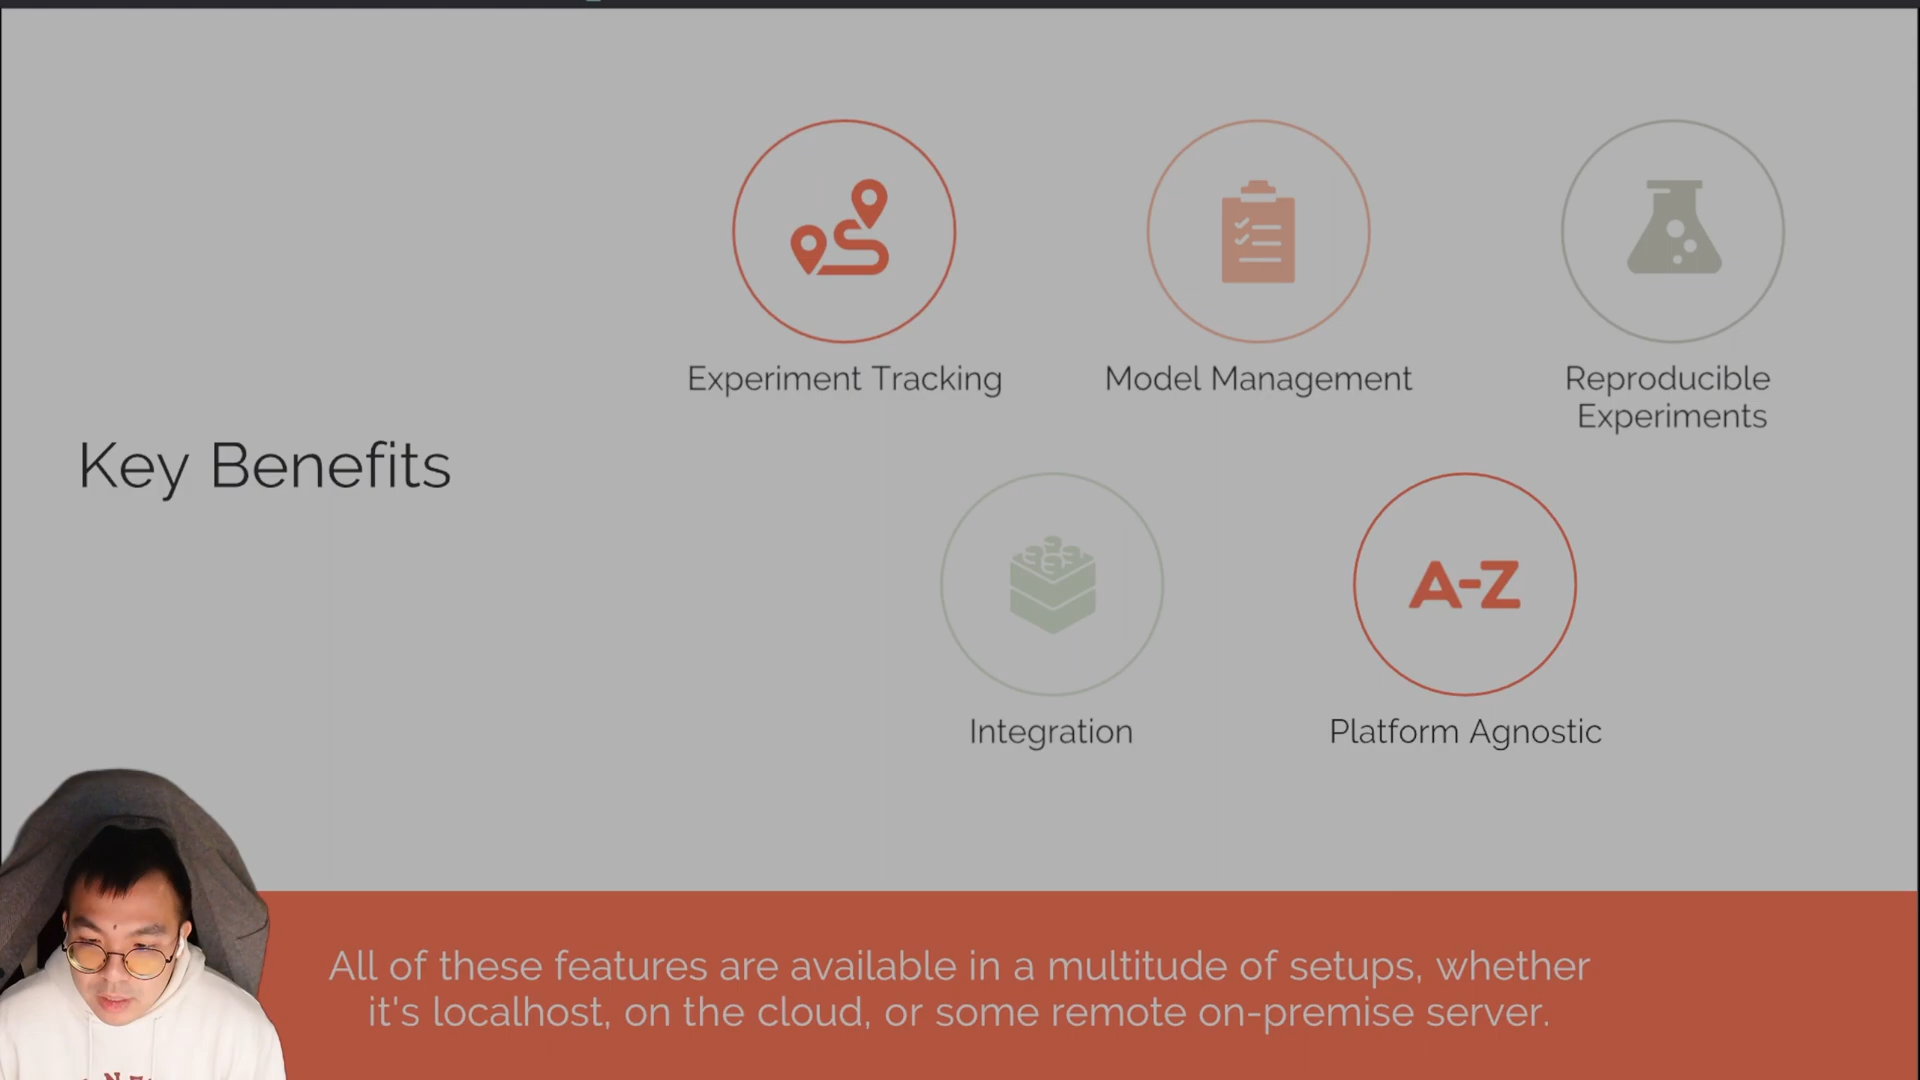 Key Benefits
Experiment Tracking
Model Management
Reproducible
Experiments
A-Z
Integration
Platform Agnostic
All of these features are available in a multitude of setups, whether
it's localhost, on the cloud, or some remote on-premise server.